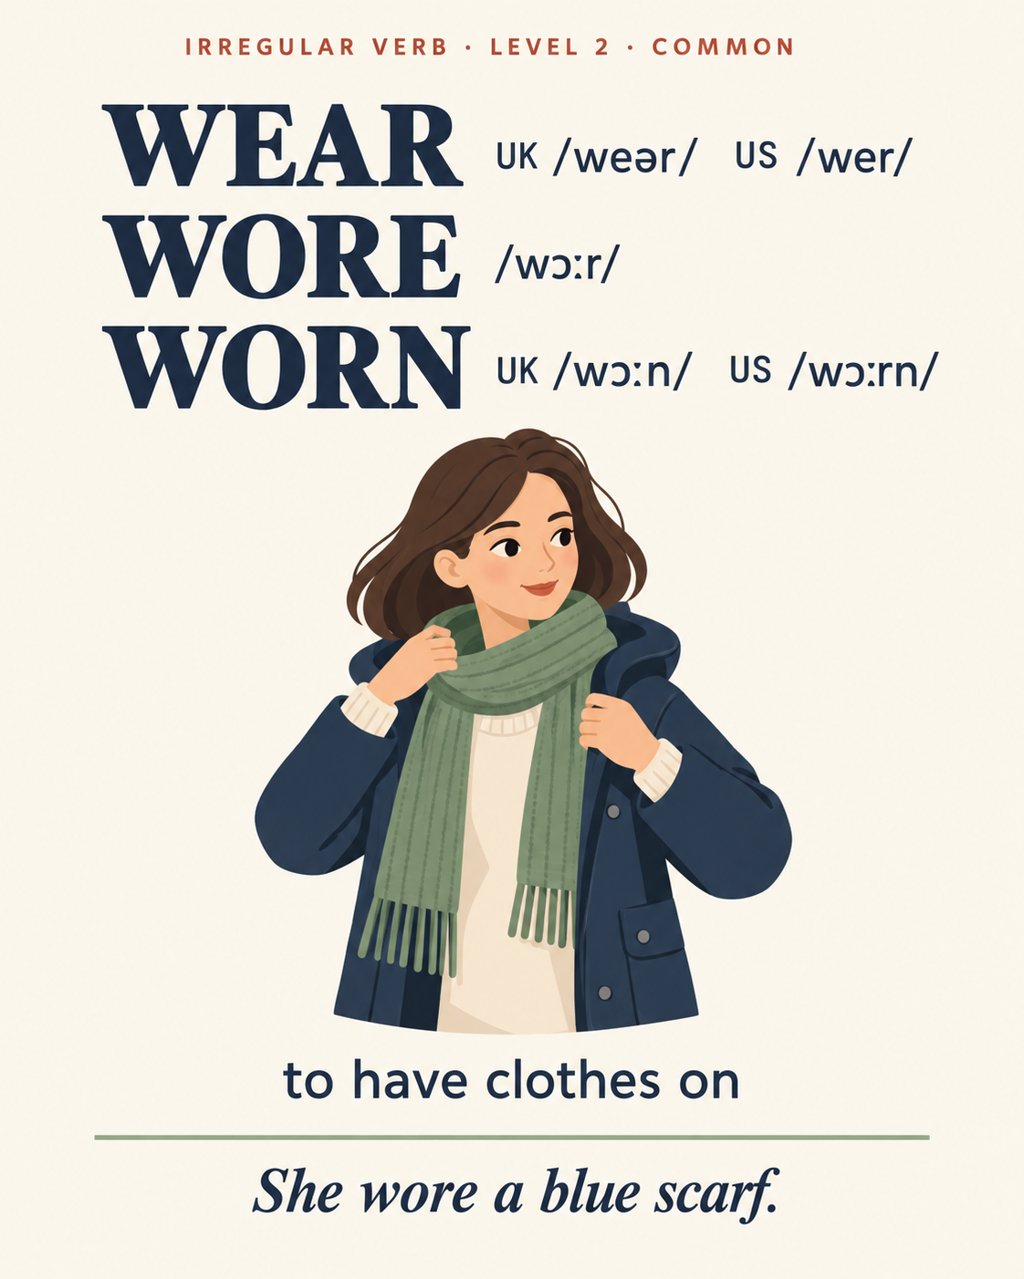 IRREGULAR VERB · LEVEL 2 · COMMON
WEAR UK /weər/ US /wer/
WORE /wɔːr/
WORN UK /wɔːn/ US /wɔːrn/
to have clothes on
She wore a blue scarf.